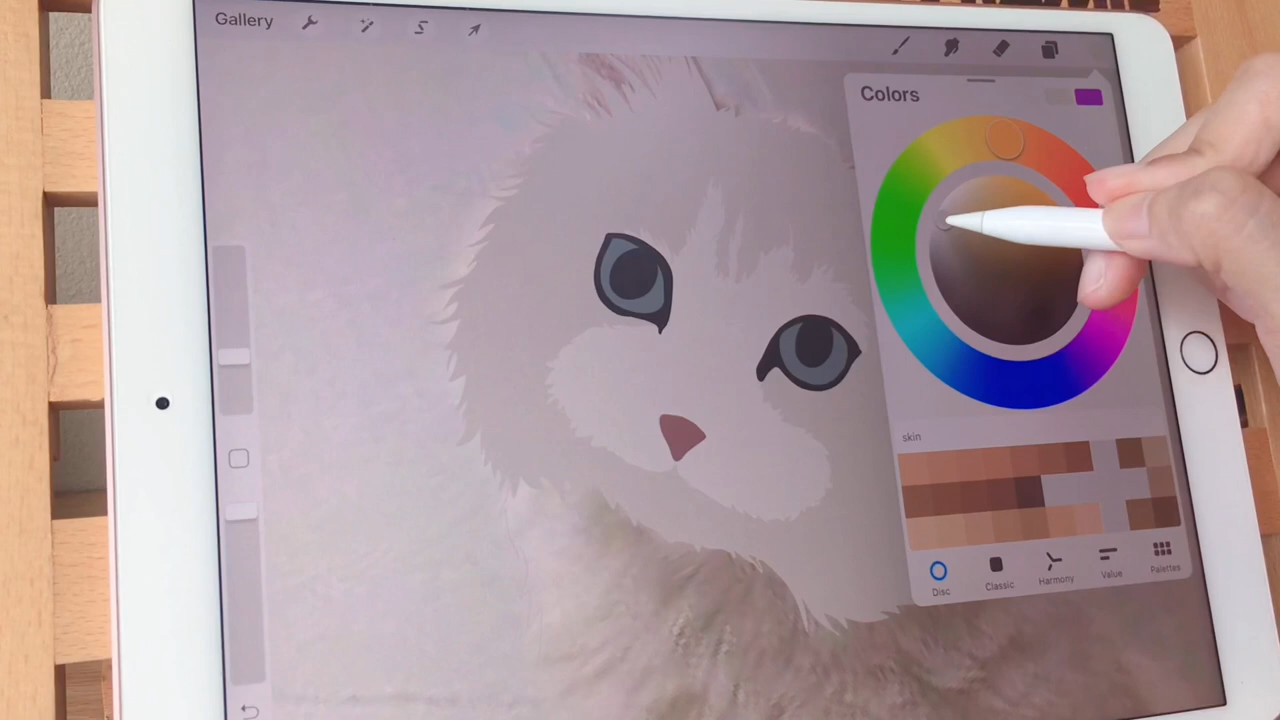 Gallery
Colors
skin
Disc
Classic
Harmony
Value
Palettes